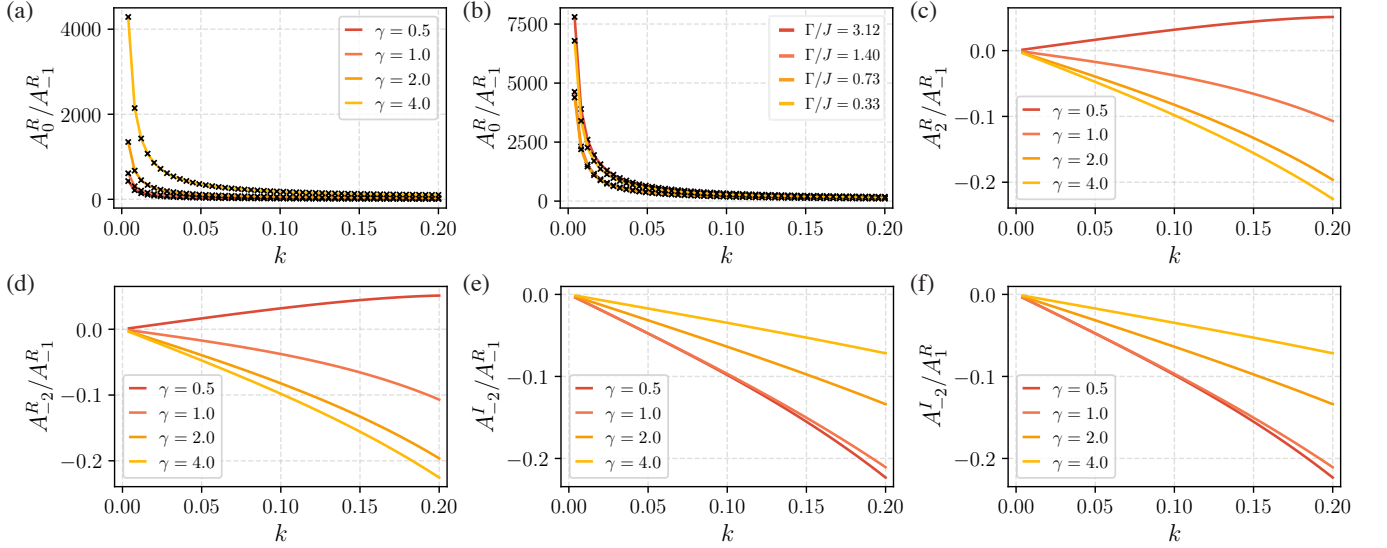 (a)
4000
2000
0
A_0^R/A_{-1}^R
γ = 0.5
γ = 1.0
γ = 2.0
γ = 4.0
0.00 0.05 0.10 0.15 0.20
k
(b)
7500
5000
2500
0
A_0^R/A_{-1}^R
Γ/J = 3.12
Γ/J = 1.40
Γ/J = 0.73
Γ/J = 0.33
0.00 0.05 0.10 0.15 0.20
k
(c)
0.0
−0.1
−0.2
A_2^R/A_{-1}^R
γ = 0.5
γ = 1.0
γ = 2.0
γ = 4.0
0.00 0.05 0.10 0.15 0.20
k
(d)
0.0
−0.1
−0.2
A_{-2}^R/A_{-1}^R
γ = 0.5
γ = 1.0
γ = 2.0
γ = 4.0
0.00 0.05 0.10 0.15 0.20
k
(e)
0.0
−0.1
−0.2
A_{-2}^I/A_{-1}^R
γ = 0.5
γ = 1.0
γ = 2.0
γ = 4.0
0.00 0.05 0.10 0.15 0.20
k
(f)
0.0
−0.1
−0.2
A_{-2}^I/A_1^R
γ = 0.5
γ = 1.0
γ = 2.0
γ = 4.0
0.00 0.05 0.10 0.15 0.20
k